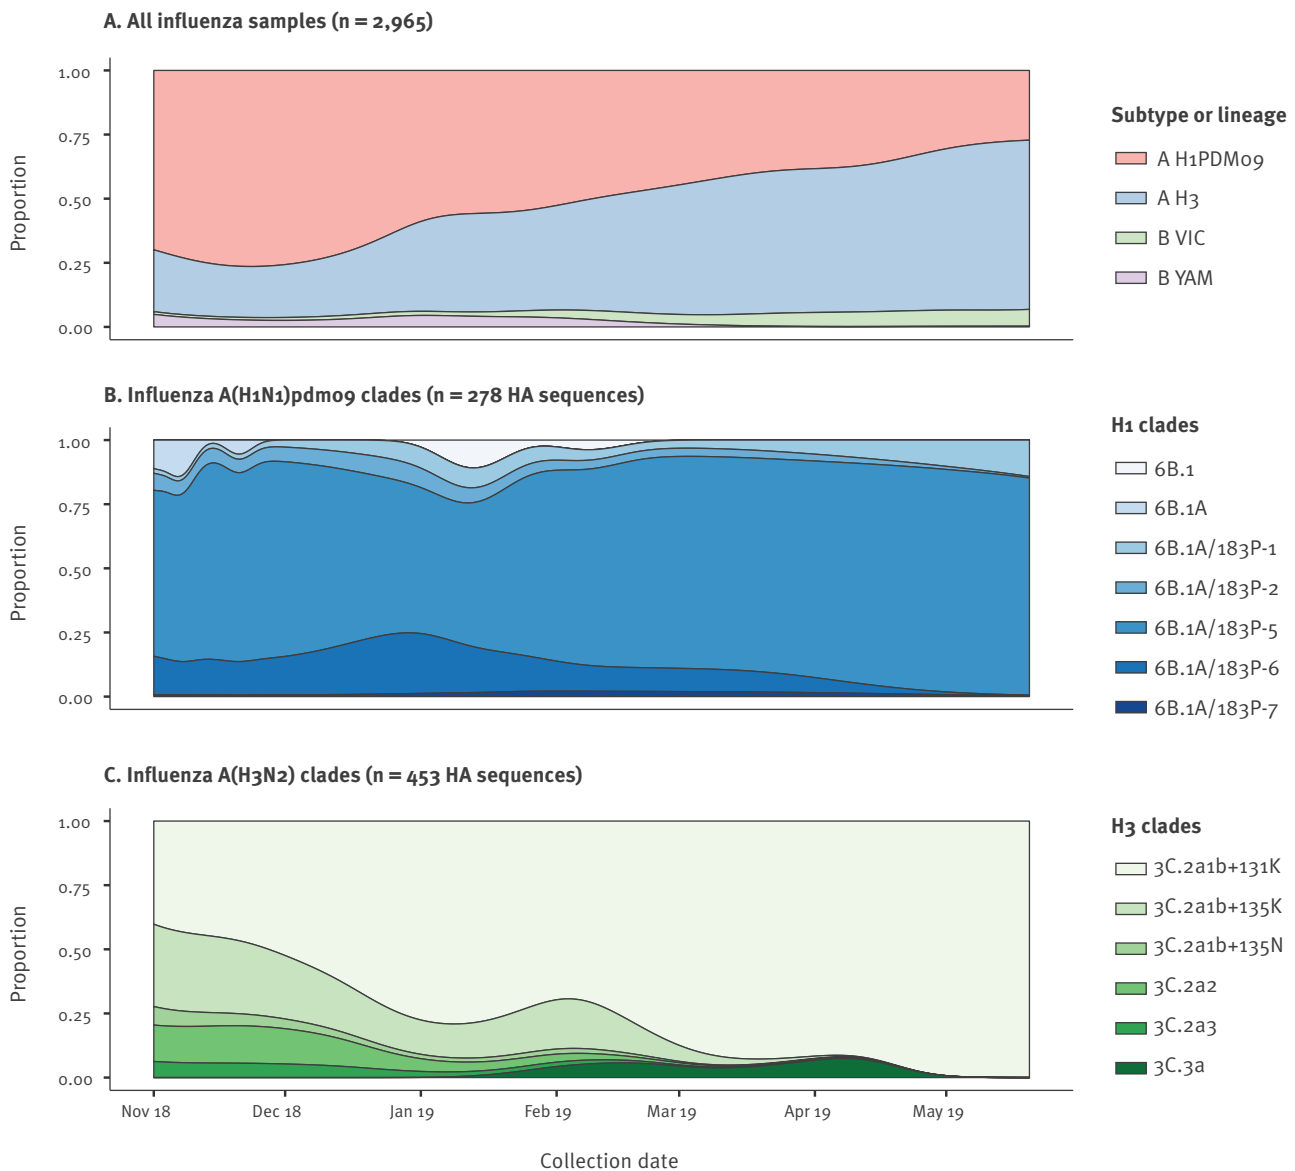 A. All influenza samples (n = 2,965)
Proportion
1.00
0.75
0.50
0.25
0.00
Subtype or lineage
A H1PDM09
A H3
B VIC
B YAM
B. Influenza A(H1N1)pdm09 clades (n = 278 HA sequences)
Proportion
1.00
0.75
0.50
0.25
0.00
H1 clades
6B.1
6B.1A
6B.1A/183P-1
6B.1A/183P-2
6B.1A/183P-5
6B.1A/183P-6
6B.1A/183P-7
C. Influenza A(H3N2) clades (n = 453 HA sequences)
Proportion
1.00
0.75
0.50
0.25
0.00
H3 clades
3C.2a1b+131K
3C.2a1b+135K
3C.2a1b+135N
3C.2a2
3C.2a3
3C.3a
Nov 18 Dec 18 Jan 19 Feb 19 Mar 19 Apr 19 May 19
Collection date